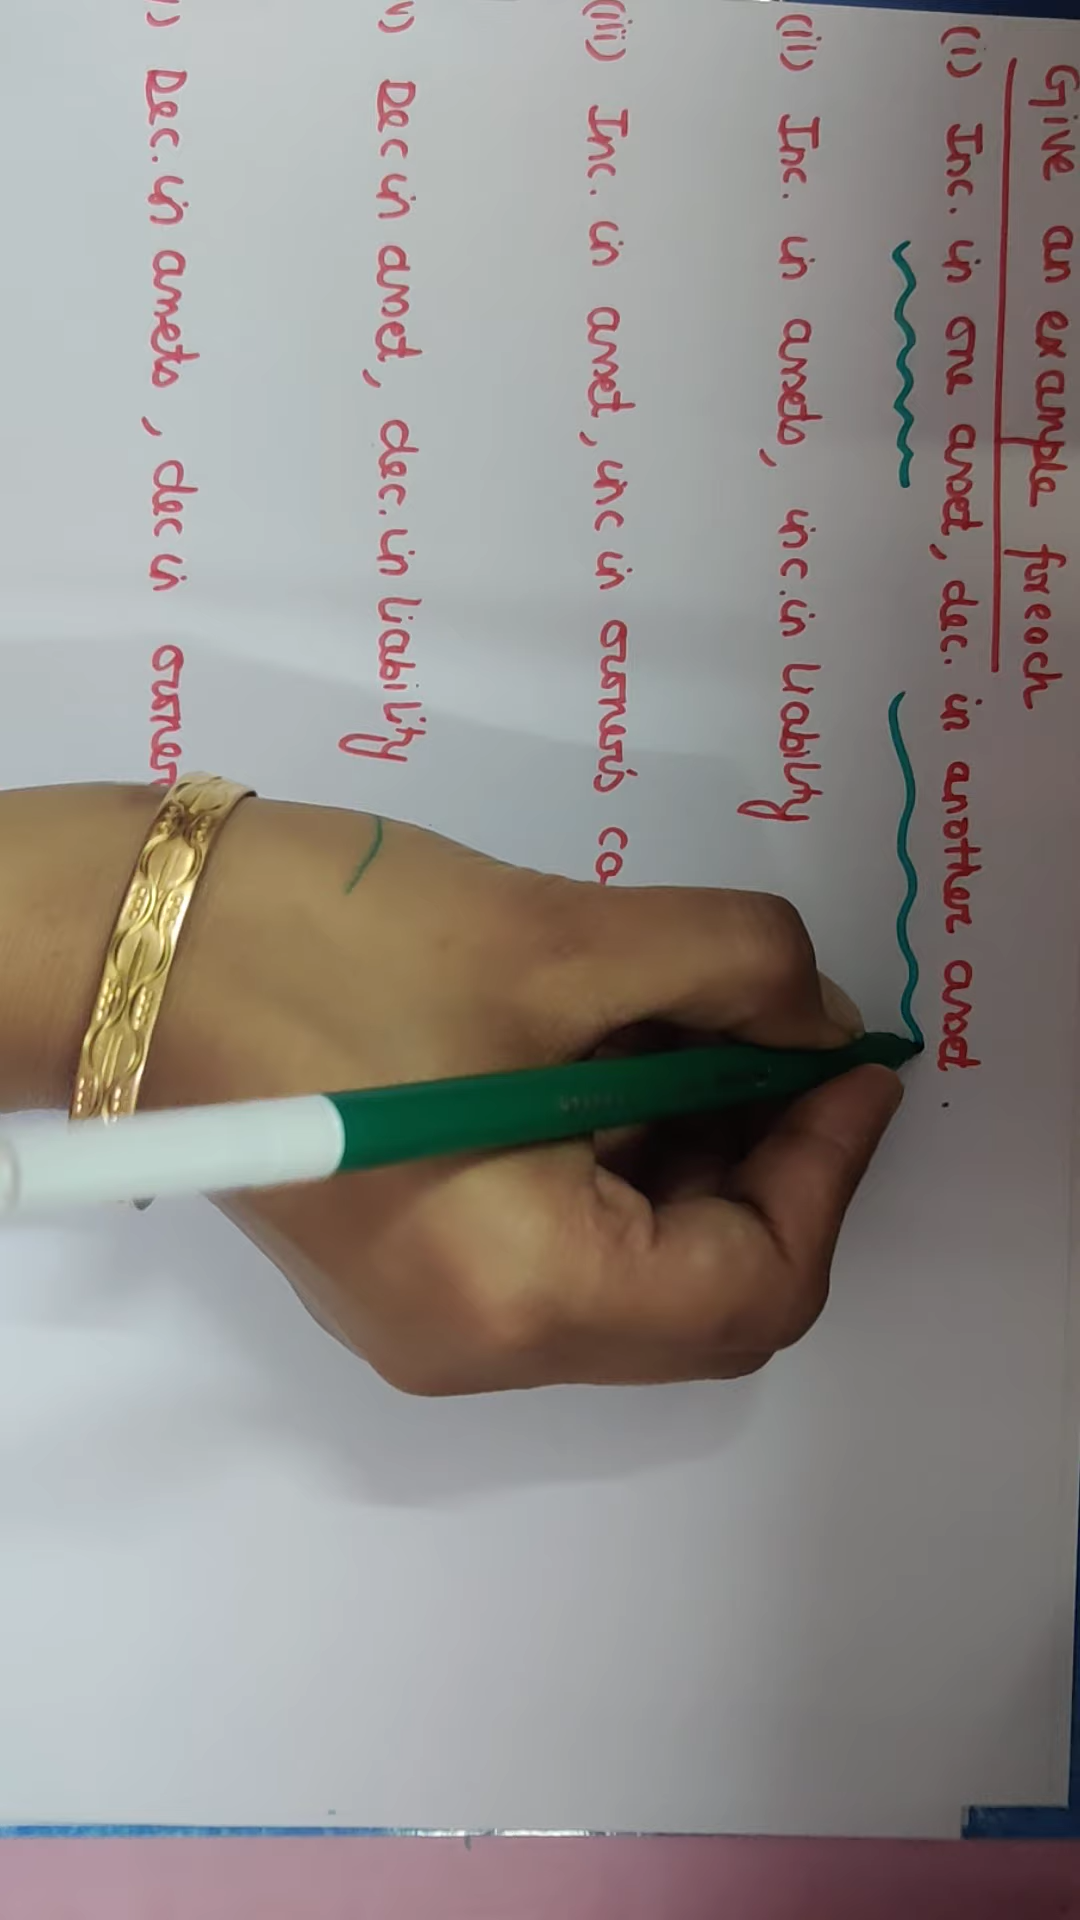 Give an example for each
(i) Inc. in one asset, dec. in another asset.
(ii) Inc. in assets, inc. in liability
(iii) Inc. in asset, inc in owner's ca
v) Dec in asset, dec. in liability
) Dec. in assets, dec in owner